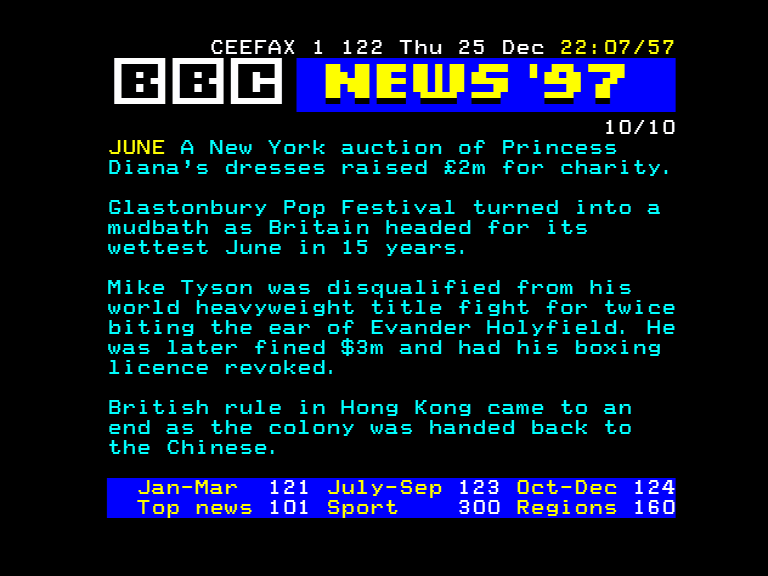 CEEFAX 1 122 Thu 25 Dec 22:07/57
BBC NEWS '97
10/10
JUNE A New York auction of Princess
Diana's dresses raised £2m for charity.
Glastonbury Pop Festival turned into a
mudbath as Britain headed for its
wettest June in 15 years.
Mike Tyson was disqualified from his
world heavyweight title fight for twice
biting the ear of Evander Holyfield. He
was later fined $3m and had his boxing
licence revoked.
British rule in Hong Kong came to an
end as the colony was handed back to
the Chinese.
Jan-Mar 121 July-Sep 123 Oct-Dec 124
Top news 101 Sport 300 Regions 160